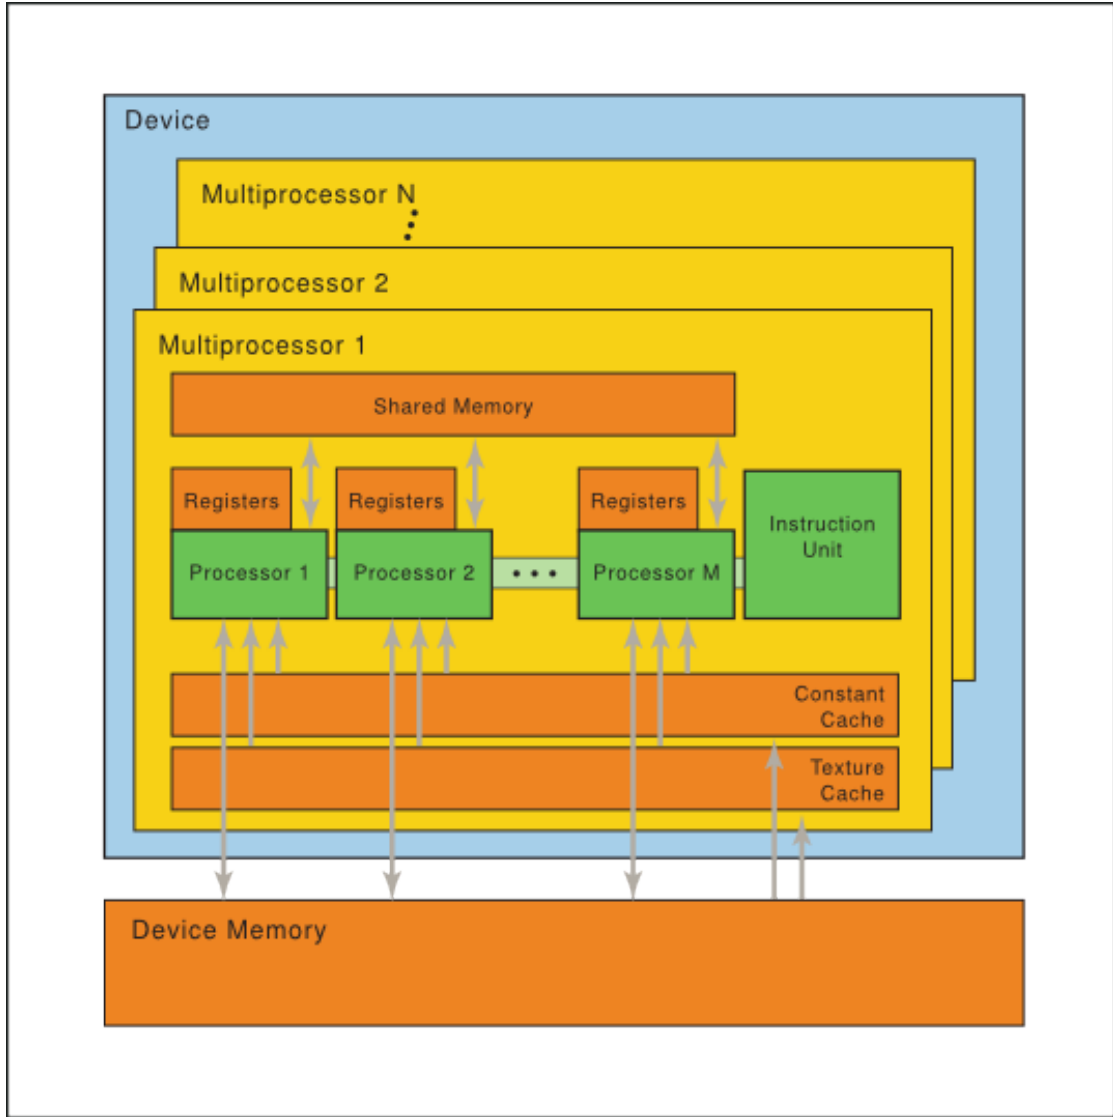 Device
Multiprocessor N
Multiprocessor 2
Multiprocessor 1
Shared Memory
Registers
Registers
Registers
Instruction
Unit
Processor 1
Processor 2
Processor M
Constant
Cache
Texture
Cache
Device Memory